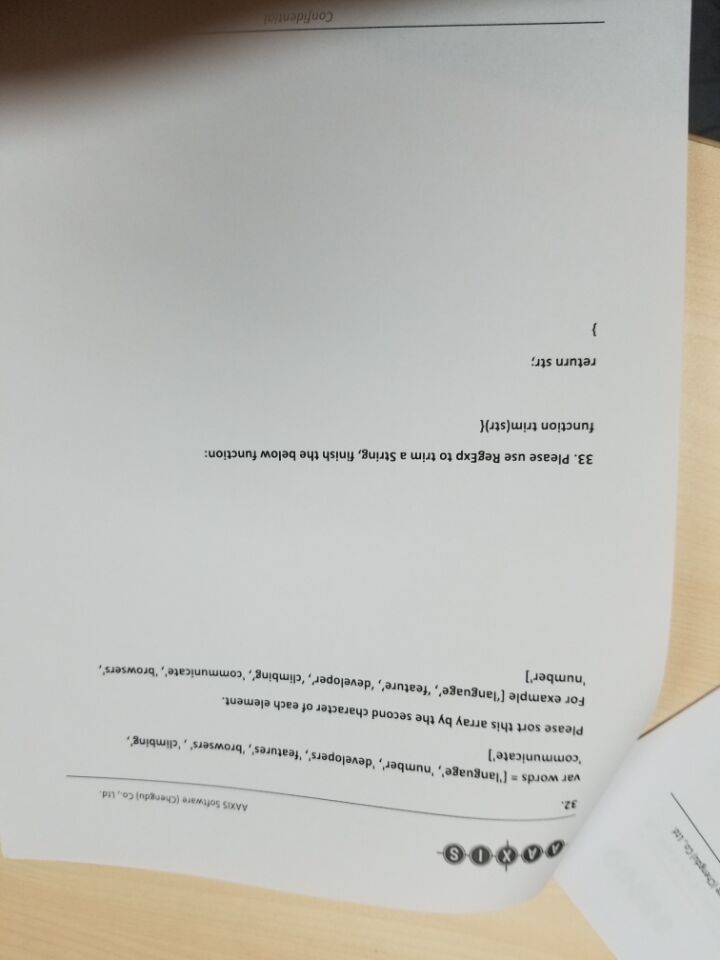 AAXIS
AAXIS Software (Chengdu) Co., Ltd.
32.
var words = ['language', 'number', 'developers', 'features', 'browsers' , 'climbing',
'communicate']
Please sort this array by the second character of each element.
For example ['language', 'feature', 'developer', 'climbing', 'communicate', 'browsers',
'number']
33. Please use RegExp to trim a String, finish the below function:
function trim(str){
return str;
}
Confidential
(Chengdu) Co., Ltd.